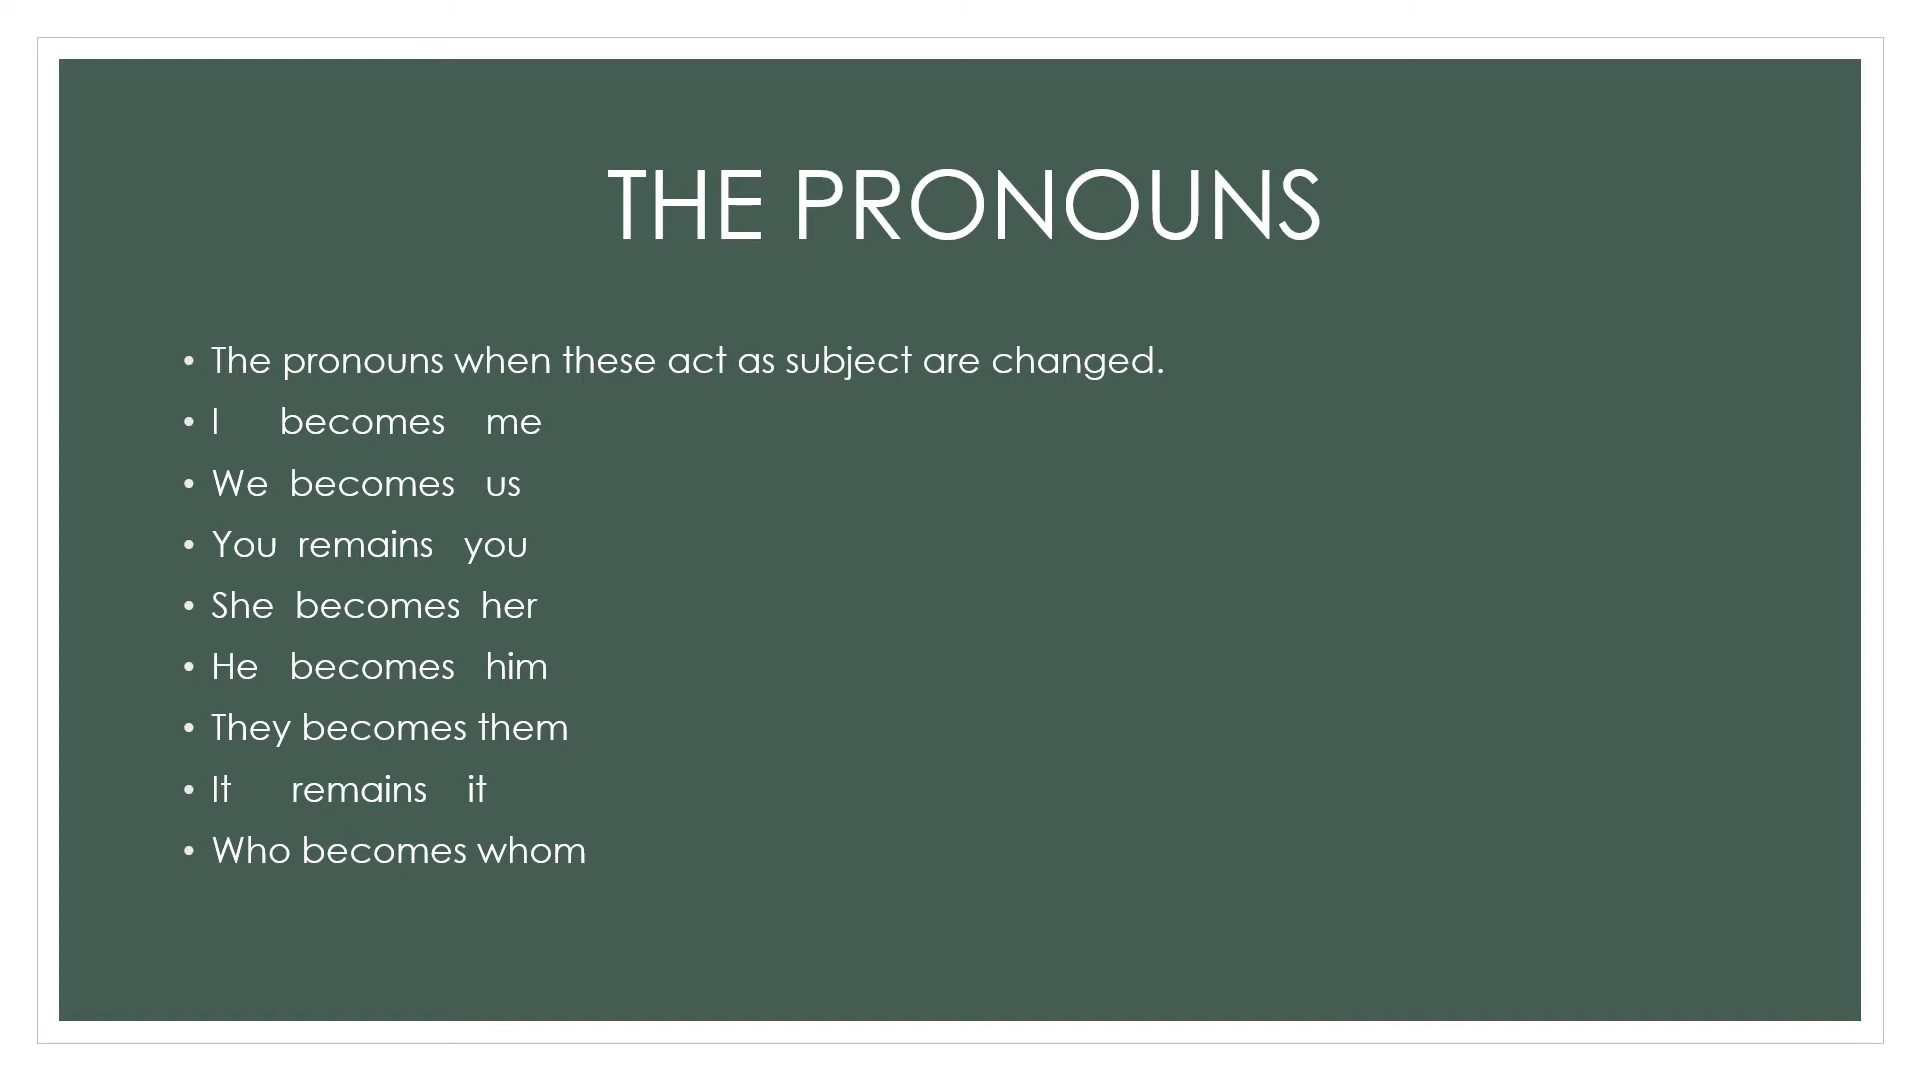 THE PRONOUNS
• The pronouns when these act as subject are changed.
• I becomes me
• We becomes us
• You remains you
• She becomes her
• He becomes him
• They becomes them
• It remains it
• Who becomes whom